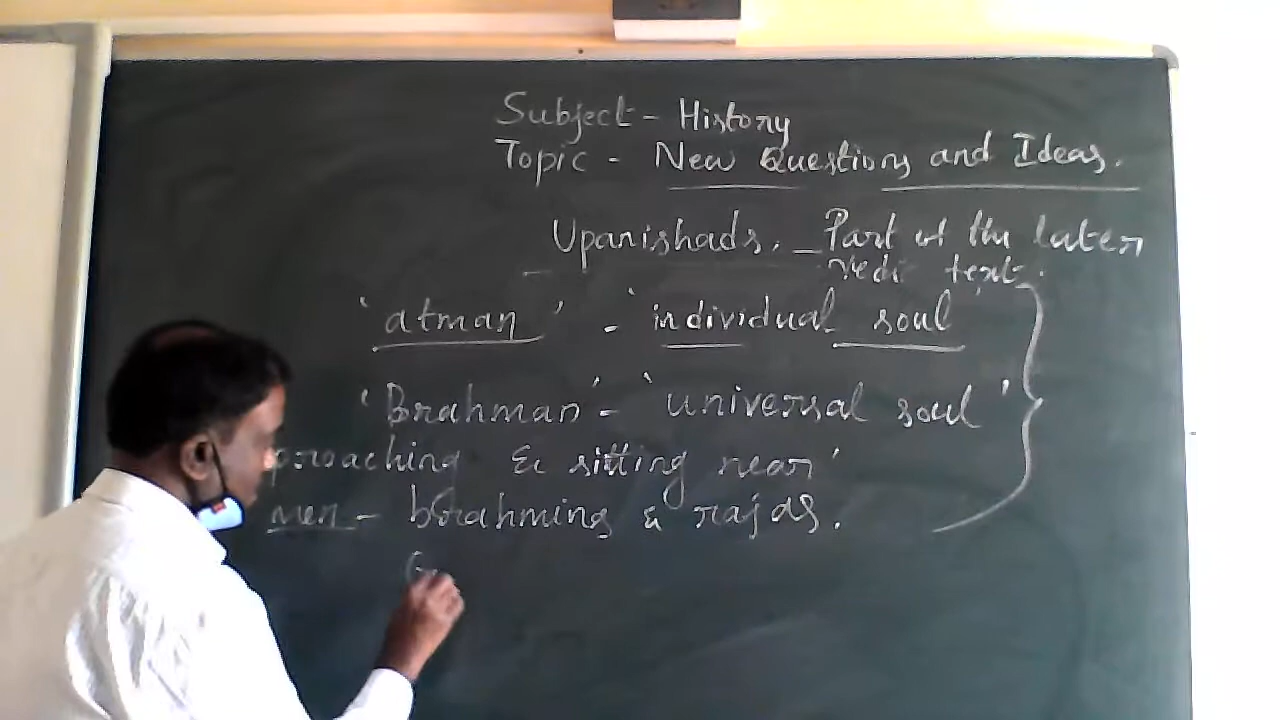 Subject - History
Topic - New Questions and Ideas.
Upanishads. - Part of the later
Vedic text.
'atman' - 'individual soul'
'Brahman' - 'universal soul'
proaching & sitting near'
men - brahmins & rajas.
G